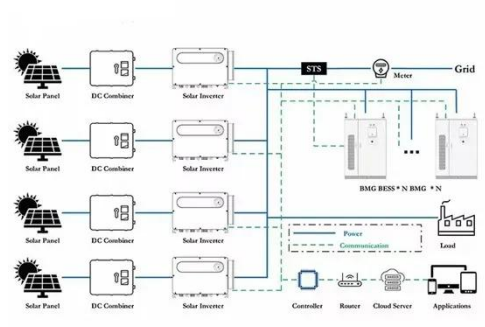 STS
Meter
Grid
Solar Panel
DC Combiner
Solar Inverter
Solar Panel
DC Combiner
Solar Inverter
BMG BESS * N BMG * N
Solar Panel
DC Combiner
Solar Inverter
Power
Communication
Load
Solar Panel
DC Combiner
Solar Inverter
Controller
Router
Cloud Server
Applications